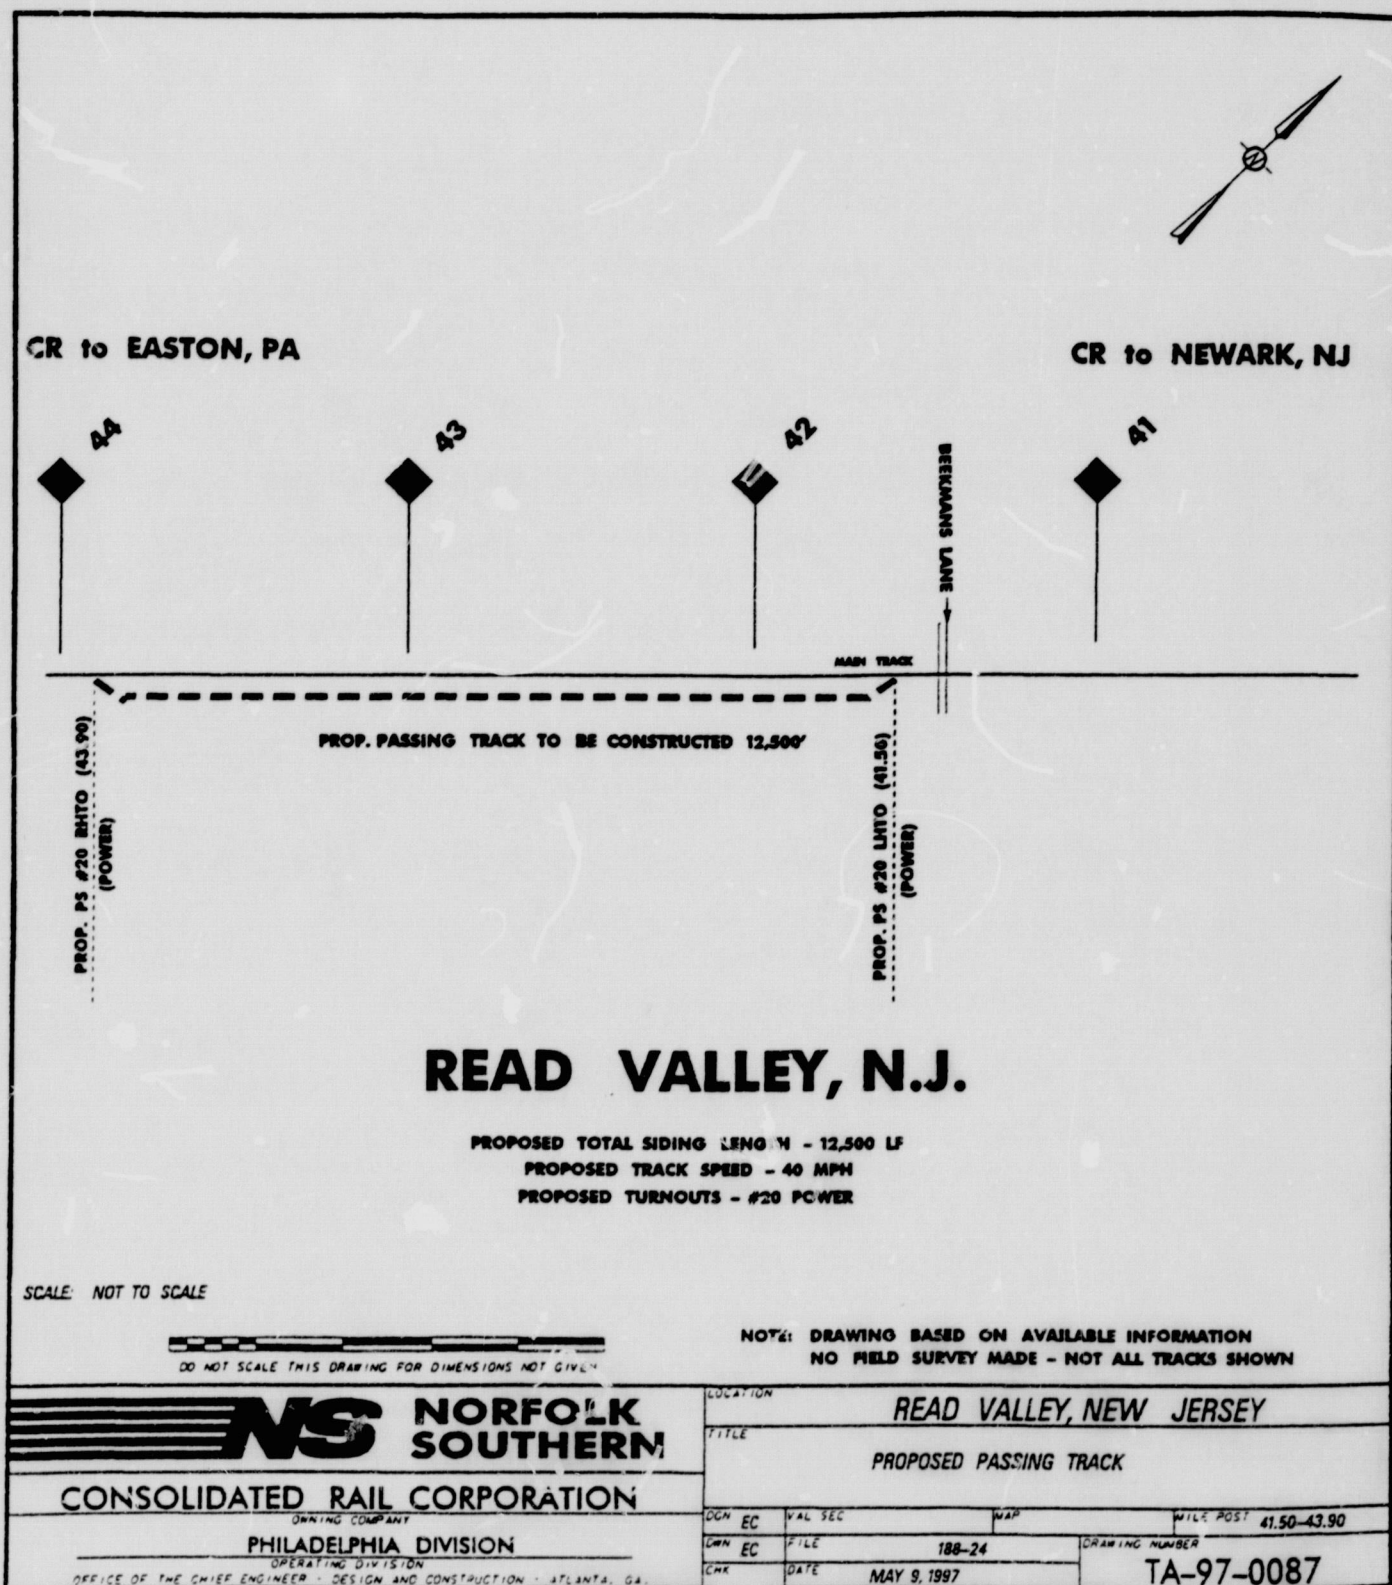 CR to EASTON, PA
CR to NEWARK, NJ
44
43
42
41
BEEKMANS LANE
MAIN TRACK
PROP. PASSING TRACK TO BE CONSTRUCTED 12,500'
PROP. PS #20 RHTO (43.90)
(POWER)
PROP. PS #20 LHTO (41.50)
(POWER)
READ VALLEY, N.J.
PROPOSED TOTAL SIDING LENGTH - 12,500 LF
PROPOSED TRACK SPEED - 40 MPH
PROPOSED TURNOUTS - #20 POWER
SCALE: NOT TO SCALE
DO NOT SCALE THIS DRAWING FOR DIMENSIONS NOT GIVEN
NOTE: DRAWING BASED ON AVAILABLE INFORMATION
NO FIELD SURVEY MADE - NOT ALL TRACKS SHOWN
NS NORFOLK
SOUTHERN
CONSOLIDATED RAIL CORPORATION
OWNING COMPANY
PHILADELPHIA DIVISION
OPERATING DIVISION
OFFICE OF THE CHIEF ENGINEER - DESIGN AND CONSTRUCTION - ATLANTA, GA.
LOCATION
READ VALLEY, NEW JERSEY
TITLE
PROPOSED PASSING TRACK
DGN EC VAL SEC MAP MILE POST 41.50-43.90
DWN EC FILE 188-24 DRAWING NUMBER
CHK DATE MAY 9, 1997 TA-97-0087